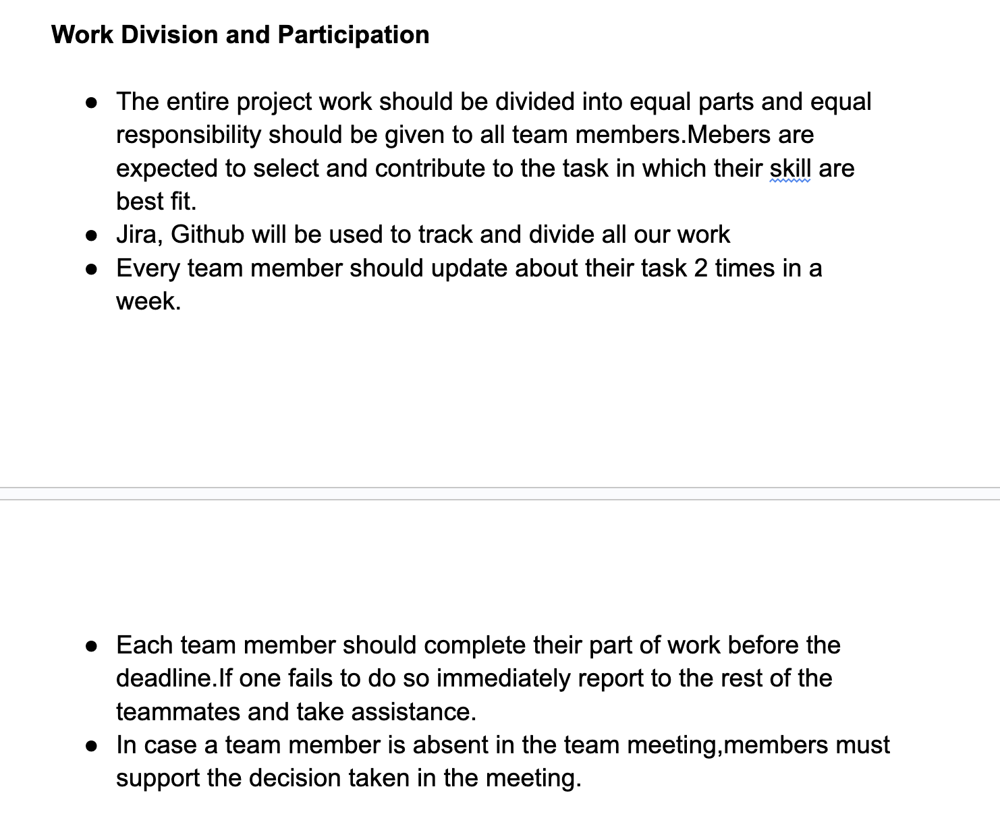 Work Division and Participation
● The entire project work should be divided into equal parts and equal
responsibility should be given to all team members.Mebers are
expected to select and contribute to the task in which their skill are
best fit.
● Jira, Github will be used to track and divide all our work
● Every team member should update about their task 2 times in a
week.
● Each team member should complete their part of work before the
deadline.If one fails to do so immediately report to the rest of the
teammates and take assistance.
● In case a team member is absent in the team meeting,members must
support the decision taken in the meeting.